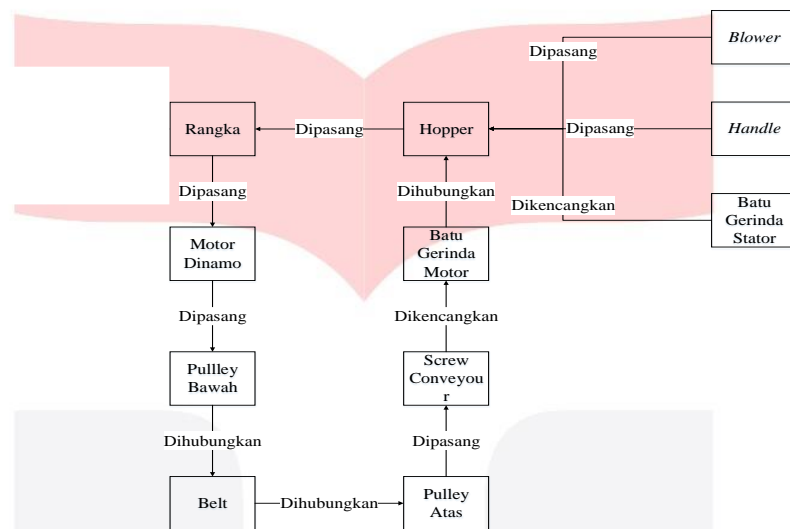 Blower
Dipasang
Rangka
Dipasang
Hopper
Dipasang
Handle
Dipasang
Dihubungkan
Dikencangkan
Batu
Gerinda
Stator
Motor
Dinamo
Batu
Gerinda
Motor
Dipasang
Dikencangkan
Pullley
Bawah
Screw
Conveyou
r
Dihubungkan
Dipasang
Belt
Dihubungkan
Pulley
Atas